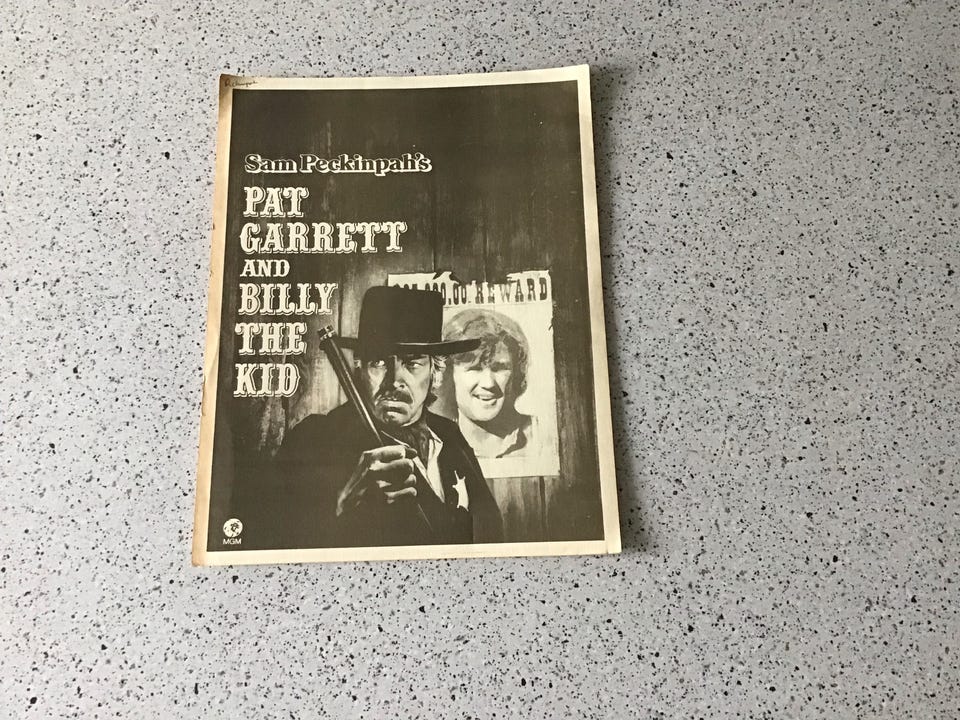 Sam Peckinpah's
PAT
GARRETT
AND
BILLY
THE
KID
REWARD
MGM